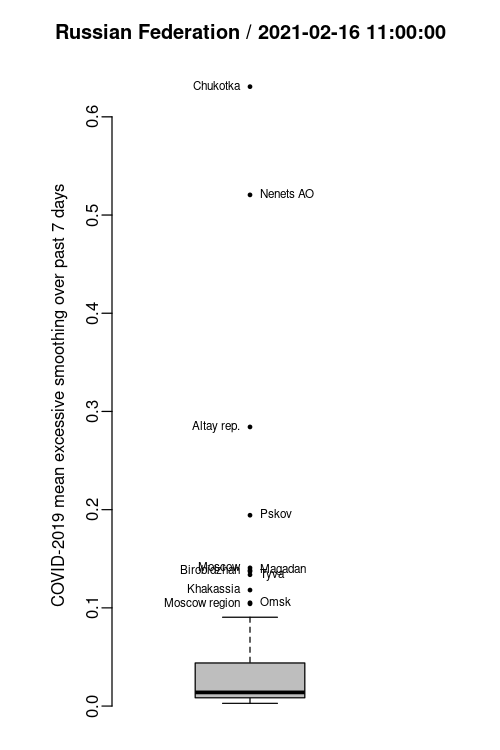 Russian Federation / 2021-02-16 11:00:00
COVID-2019 mean excessive smoothing over past 7 days
0.6
0.5
0.4
0.3
0.2
0.1
0.0
Chukotka
Nenets AO
Altay rep.
Pskov
Moscow
Birobidzhan
Magadan
Tyva
Khakassia
Moscow region
Omsk